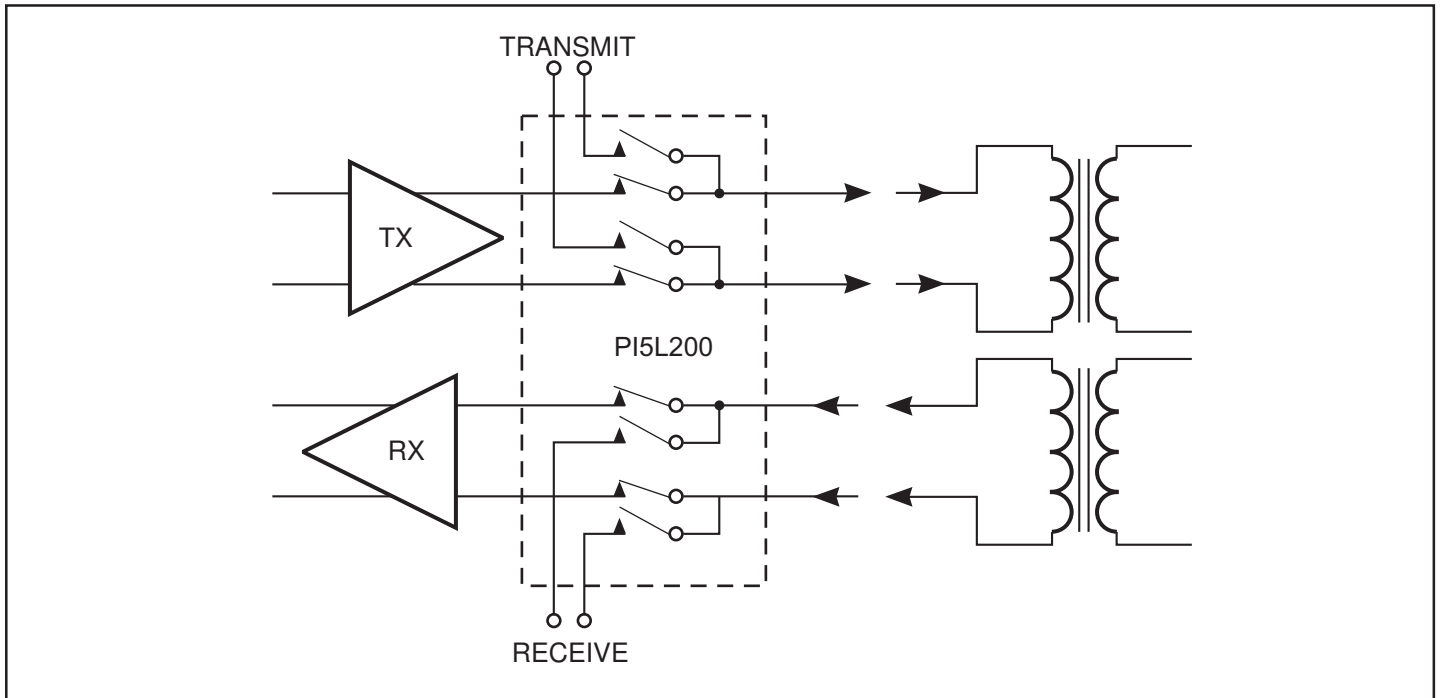 TRANSMIT
TX
PI5L200
RX
RECEIVE